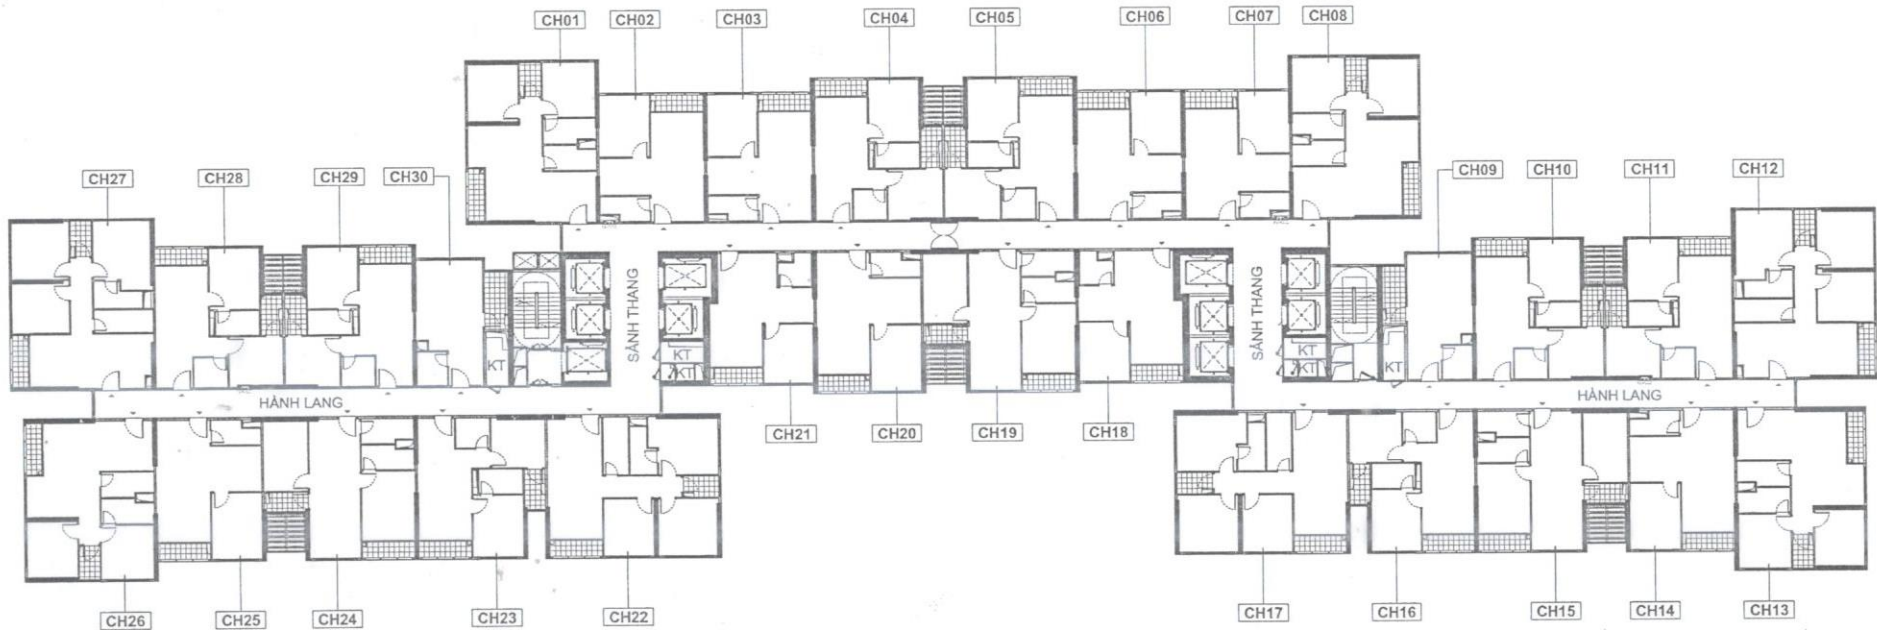 CH01
CH02
CH03
CH04
CH05
CH06
CH07
CH08
CH27
CH28
CH29
CH30
CH09
CH10
CH11
CH12
SẢNH THANG
SẢNH THANG
KT
KT
KT
KT
KT
KT
HÀNH LANG
HÀNH LANG
CH21
CH20
CH19
CH18
CH26
CH25
CH24
CH23
CH22
CH17
CH16
CH15
CH14
CH13